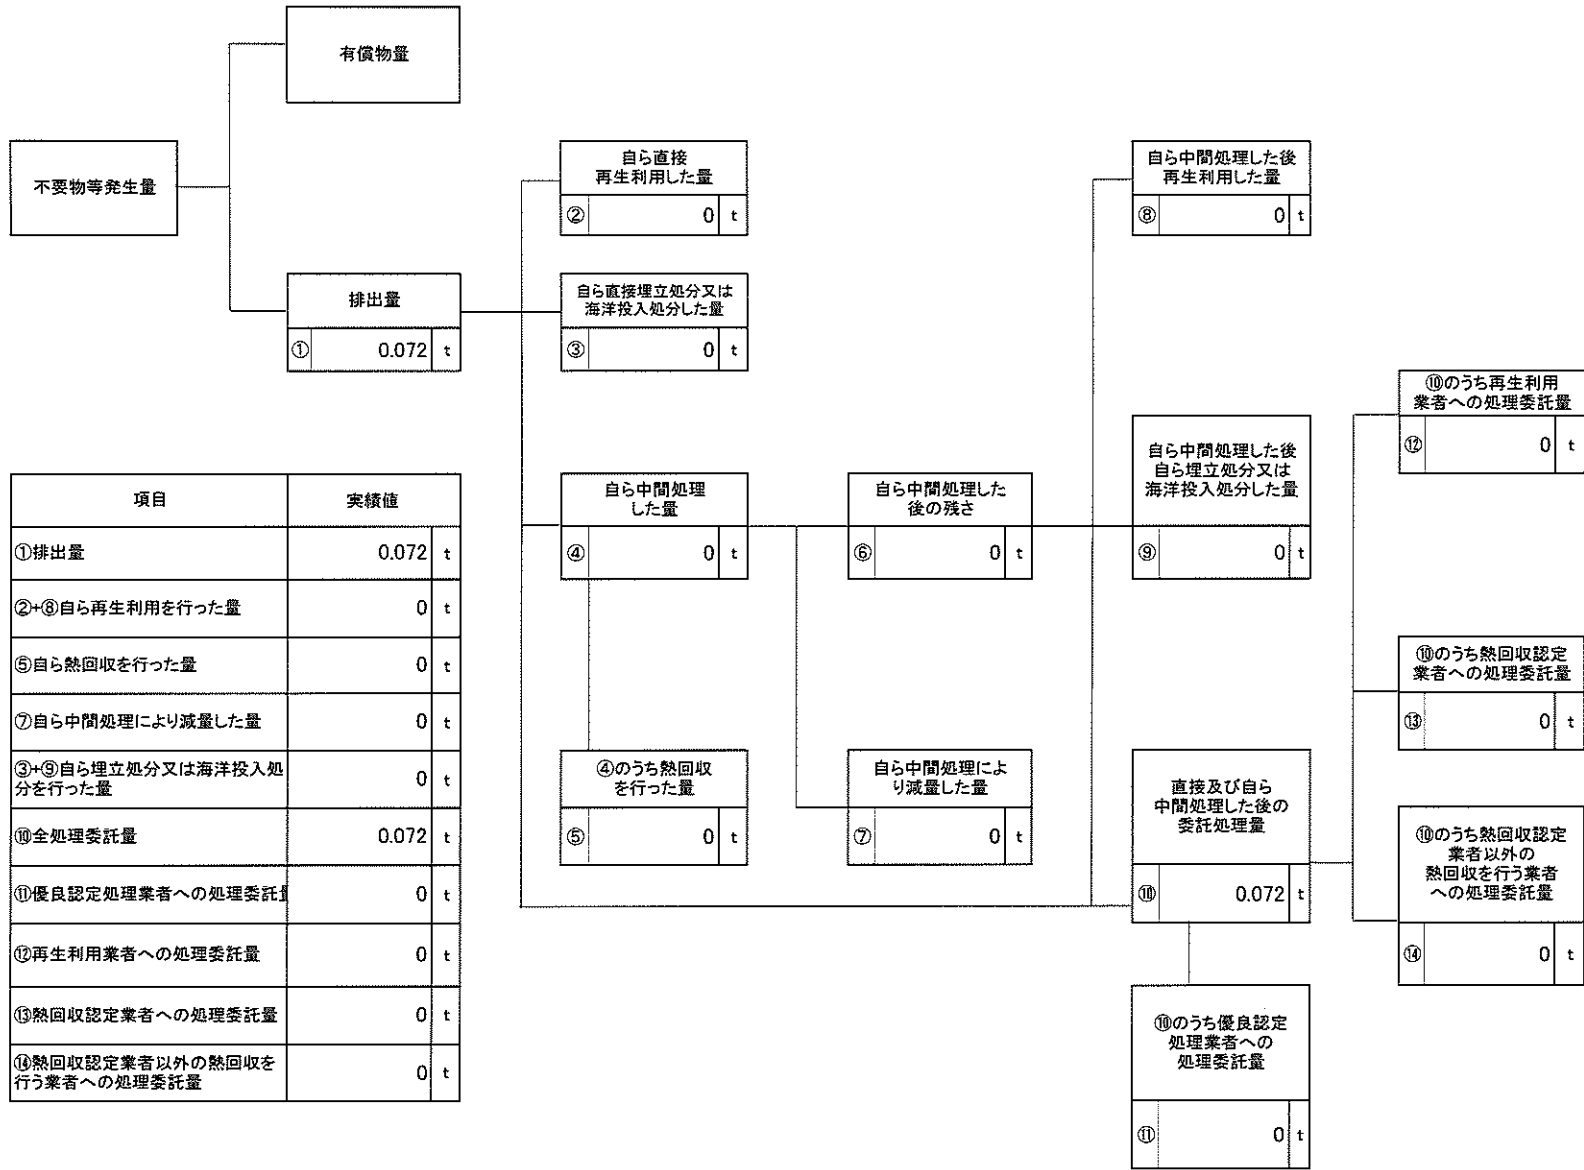 有償物量
不要物等発生量
排出量
① 0.072 t
自ら直接
再生利用した量
② 0 t
自ら直接埋立処分又は
海洋投入処分した量
③ 0 t
自ら中間処理
した量
④ 0 t
④のうち熱回収
を行った量
⑤ 0 t
自ら中間処理した
後の残さ
⑥ 0 t
自ら中間処理によ
り減量した量
⑦ 0 t
自ら中間処理した後
再生利用した量
⑧ 0 t
自ら中間処理した後
自ら埋立処分又は
海洋投入処分した量
⑨ 0 t
直接及び自ら
中間処理した後の
委託処理量
⑩ 0.072 t
⑩のうち優良認定
処理業者への
処理委託量
⑪ 0 t
⑩のうち再生利用
業者への処理委託量
⑫ 0 t
⑩のうち熱回収認定
業者への処理委託量
⑬ 0 t
⑩のうち熱回収認定
業者以外の
熱回収を行う業者
への処理委託量
⑭ 0 t
項目 実績値
①排出量 0.072 t
②+⑧自ら再生利用を行った量 0 t
⑤自ら熱回収を行った量 0 t
⑦自ら中間処理により減量した量 0 t
③+⑨自ら埋立処分又は海洋投入処
分を行った量 0 t
⑩全処理委託量 0.072 t
⑪優良認定処理業者への処理委託量 0 t
⑫再生利用業者への処理委託量 0 t
⑬熱回収認定業者への処理委託量 0 t
⑭熱回収認定業者以外の熱回収を
行う業者への処理委託量 0 t